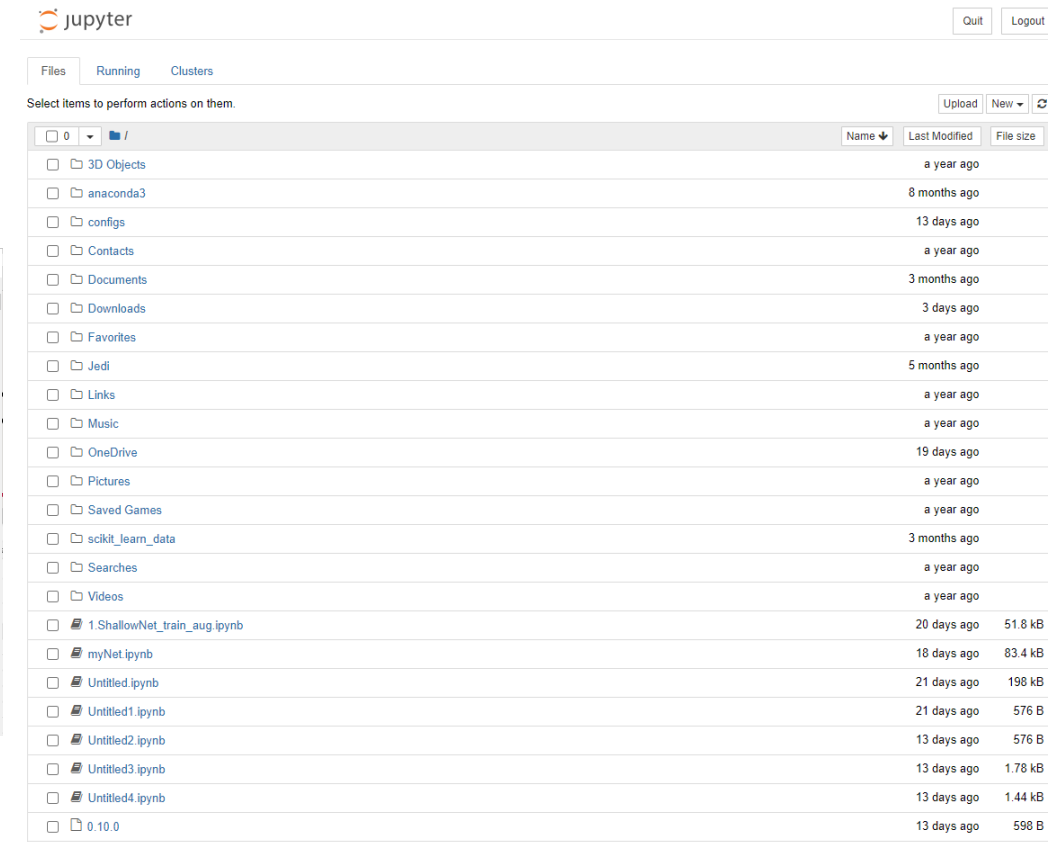 jupyter Quit Logout
Files Running Clusters
Select items to perform actions on them. Upload New
0 / Name Last Modified File size
3D Objects a year ago
anaconda3 8 months ago
configs 13 days ago
Contacts a year ago
Documents 3 months ago
Downloads 3 days ago
Favorites a year ago
Jedi 5 months ago
Links a year ago
Music a year ago
OneDrive 19 days ago
Pictures a year ago
Saved Games a year ago
scikit_learn_data 3 months ago
Searches a year ago
Videos a year ago
1.ShallowNet_train_aug.ipynb 20 days ago 51.8 kB
myNet.ipynb 18 days ago 83.4 kB
Untitled.ipynb 21 days ago 198 kB
Untitled1.ipynb 21 days ago 576 B
Untitled2.ipynb 13 days ago 576 B
Untitled3.ipynb 13 days ago 1.78 kB
Untitled4.ipynb 13 days ago 1.44 kB
0.10.0 13 days ago 598 B